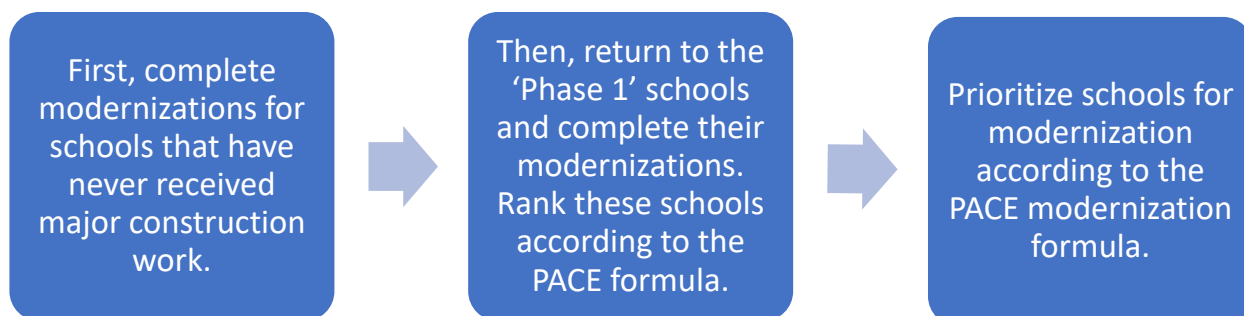 First, complete
modernizations for
schools that have
never received
major construction
work.
Then, return to the
‘Phase 1’ schools
and complete their
modernizations.
Rank these schools
according to the
PACE formula.
Prioritize schools for
modernization
according to the
PACE modernization
formula.